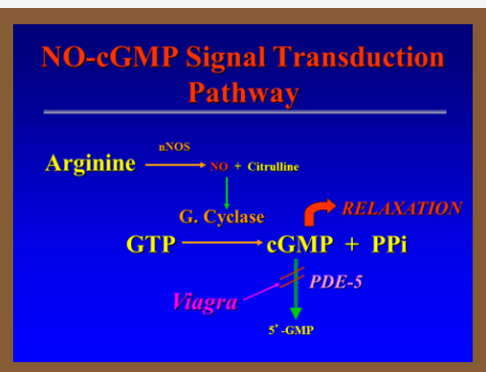 NO-cGMP Signal Transduction
Pathway
nNOS
Arginine NO + Citrulline
G. Cyclase RELAXATION
GTP cGMP + PPi
PDE-5
Viagra
5'-GMP